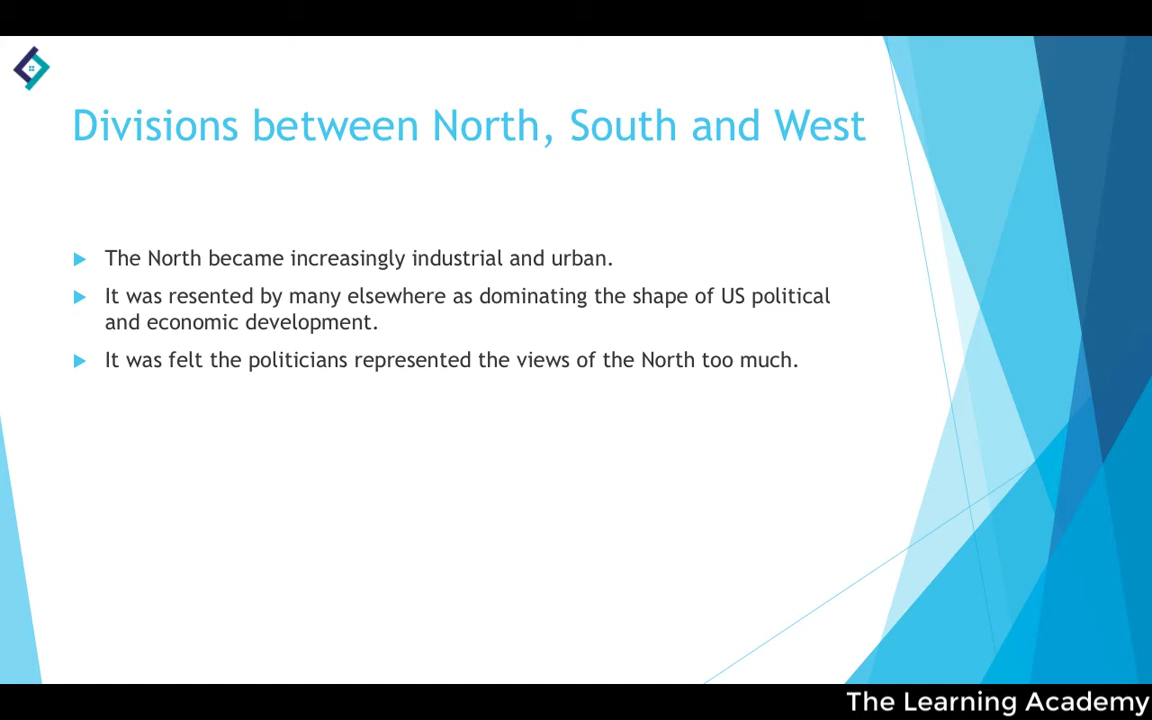 Divisions between North, South and West
The North became increasingly industrial and urban.
It was resented by many elsewhere as dominating the shape of US political
and economic development.
It was felt the politicians represented the views of the North too much.
The Learning Academy